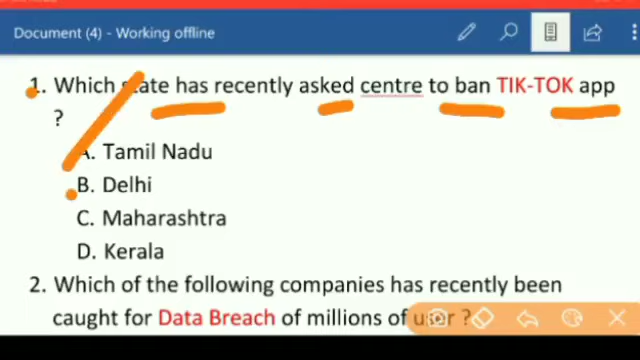 Document (4) - Working offline
1. Which state has recently asked centre to ban TIK-TOK app
?
A. Tamil Nadu
B. Delhi
C. Maharashtra
D. Kerala
2. Which of the following companies has recently been
caught for Data Breach of millions of user ?